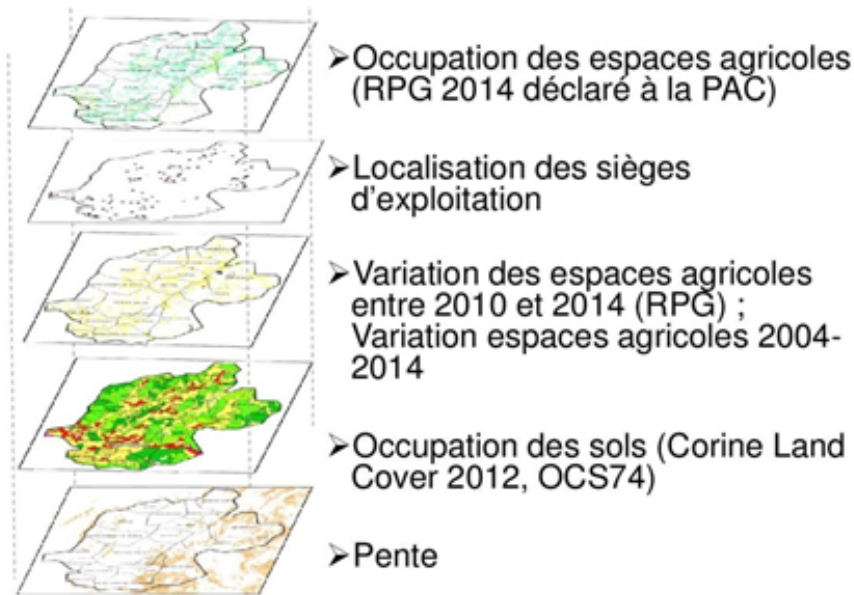 ➢Occupation des espaces agricoles
(RPG 2014 déclaré à la PAC)
➢Localisation des sièges
d'exploitation
➢Variation des espaces agricoles
entre 2010 et 2014 (RPG) ;
Variation espaces agricoles 2004-
2014
➢Occupation des sols (Corine Land
Cover 2012, OCS74)
➢Pente